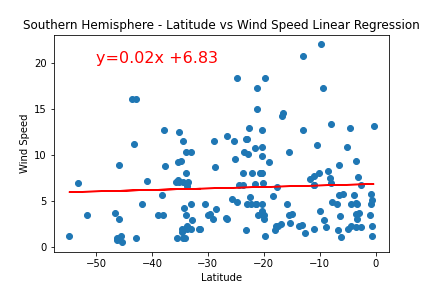 Southern Hemisphere - Latitude vs Wind Speed Linear Regression
y=0.02x +6.83
20
15
10
5
0
Wind Speed
−50
−40
−30
−20
−10
0
Latitude